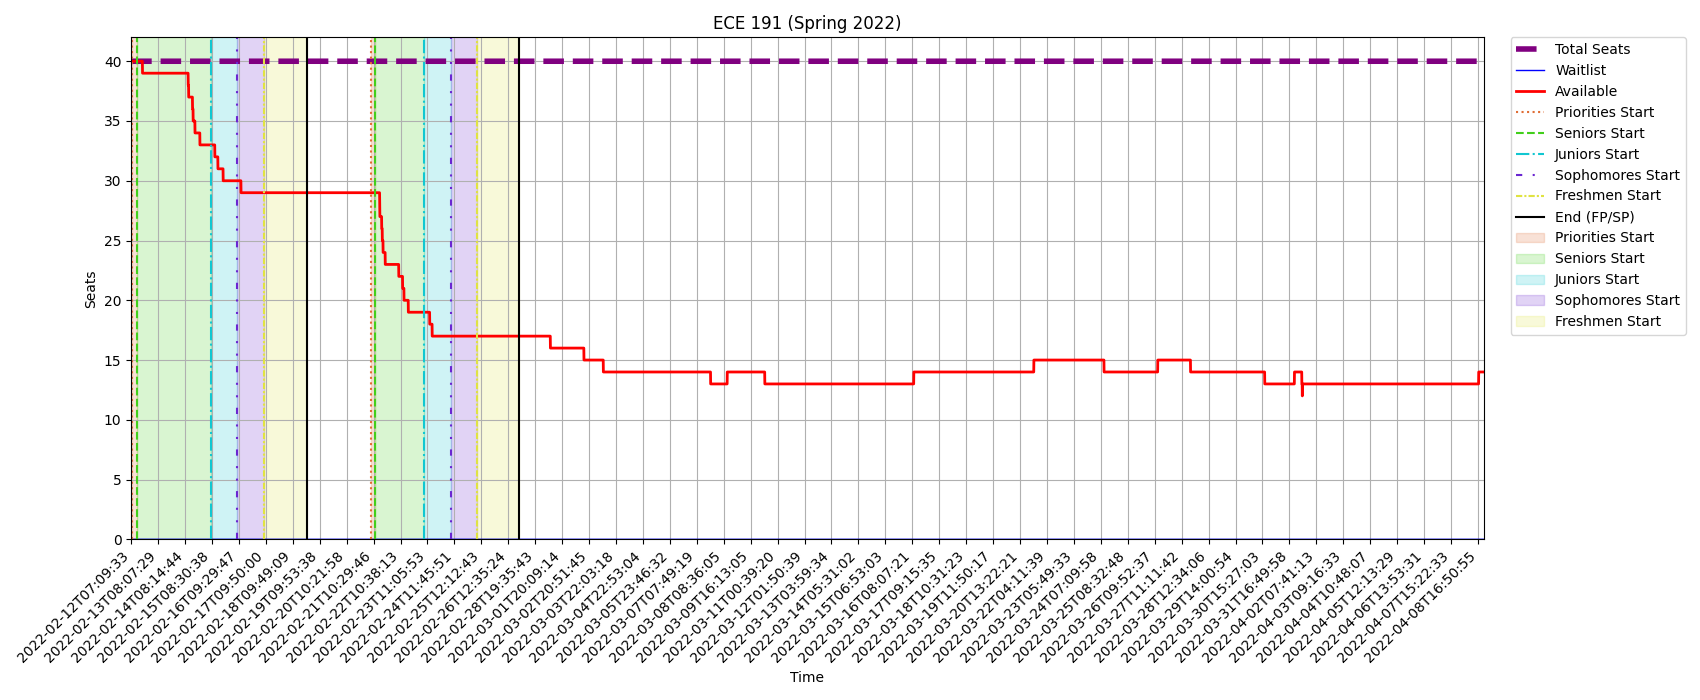 ECE 191 (Spring 2022)
Seats
40
35
30
25
20
15
10
5
0
2022-02-12T07:09:33
2022-02-13T08:07:29
2022-02-14T08:14:44
2022-02-15T08:30:38
2022-02-16T09:29:47
2022-02-17T09:50:00
2022-02-18T09:49:09
2022-02-19T09:53:38
2022-02-20T10:21:58
2022-02-21T10:29:46
2022-02-22T10:38:13
2022-02-23T11:05:53
2022-02-24T11:45:51
2022-02-25T12:12:43
2022-02-26T12:35:24
2022-02-28T19:35:43
2022-03-01T20:09:14
2022-03-02T20:51:45
2022-03-03T22:03:18
2022-03-04T22:53:04
2022-03-05T23:46:32
2022-03-07T07:49:19
2022-03-08T08:36:05
2022-03-09T16:13:05
2022-03-11T00:39:20
2022-03-12T01:50:39
2022-03-13T03:59:34
2022-03-14T05:31:02
2022-03-15T06:53:03
2022-03-16T08:07:21
2022-03-17T09:15:35
2022-03-18T10:31:23
2022-03-19T11:50:17
2022-03-20T13:22:21
2022-03-22T04:11:39
2022-03-23T05:49:33
2022-03-24T07:09:58
2022-03-25T08:32:48
2022-03-26T09:52:37
2022-03-27T11:11:42
2022-03-28T12:34:06
2022-03-29T14:00:54
2022-03-30T15:27:03
2022-03-31T16:49:58
2022-04-02T07:41:13
2022-04-03T09:16:33
2022-04-04T10:48:07
2022-04-05T12:13:29
2022-04-06T13:53:31
2022-04-07T15:22:33
2022-04-08T16:50:55
Time
Total Seats
Waitlist
Available
Priorities Start
Seniors Start
Juniors Start
Sophomores Start
Freshmen Start
End (FP/SP)
Priorities Start
Seniors Start
Juniors Start
Sophomores Start
Freshmen Start